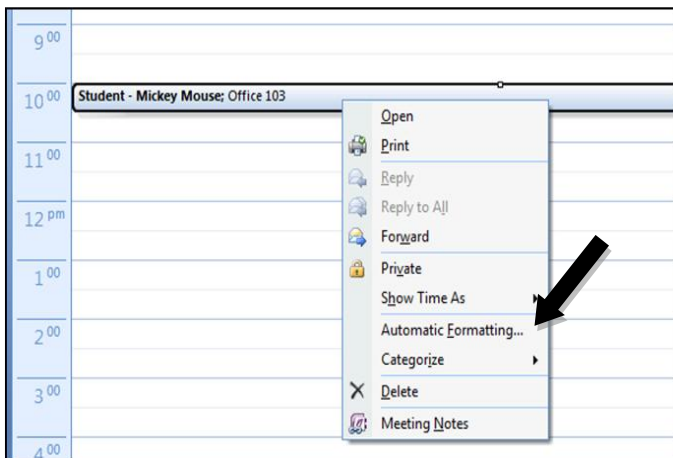 9 00
10 00
Student - Mickey Mouse; Office 103
Open
Print
11 00
Reply
Reply to All
12 pm
Forward
Private
1 00
Show Time As
Automatic Formatting...
2 00
Categorize
Delete
3 00
Meeting Notes
4 00